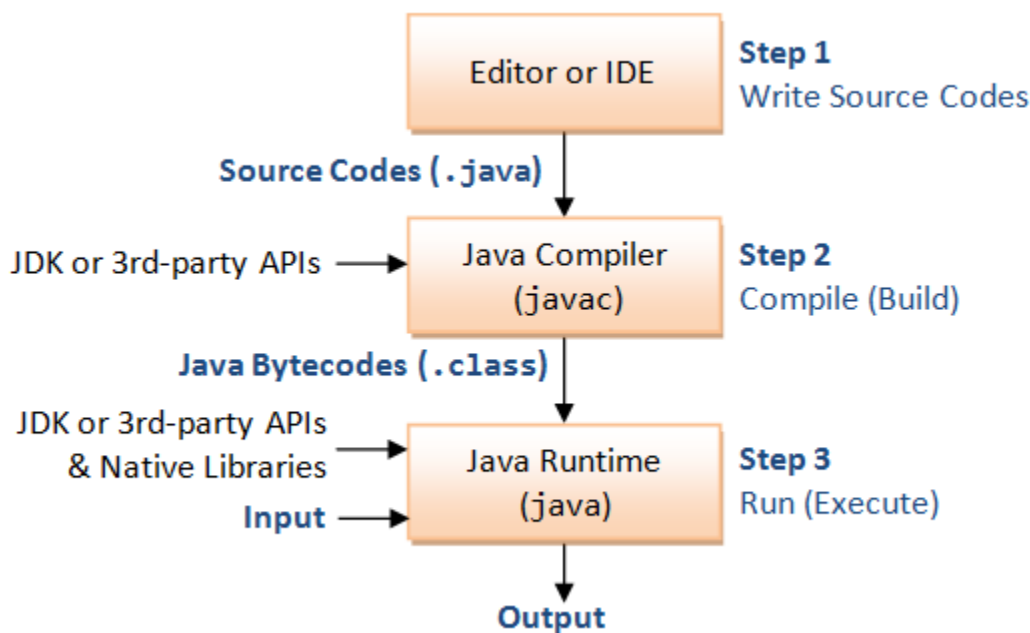 Editor or IDE
Step 1
Write Source Codes
Source Codes (.java)
JDK or 3rd-party APIs
Java Compiler
(javac)
Step 2
Compile (Build)
Java Bytecodes (.class)
JDK or 3rd-party APIs
& Native Libraries
Input
Java Runtime
(java)
Step 3
Run (Execute)
Output